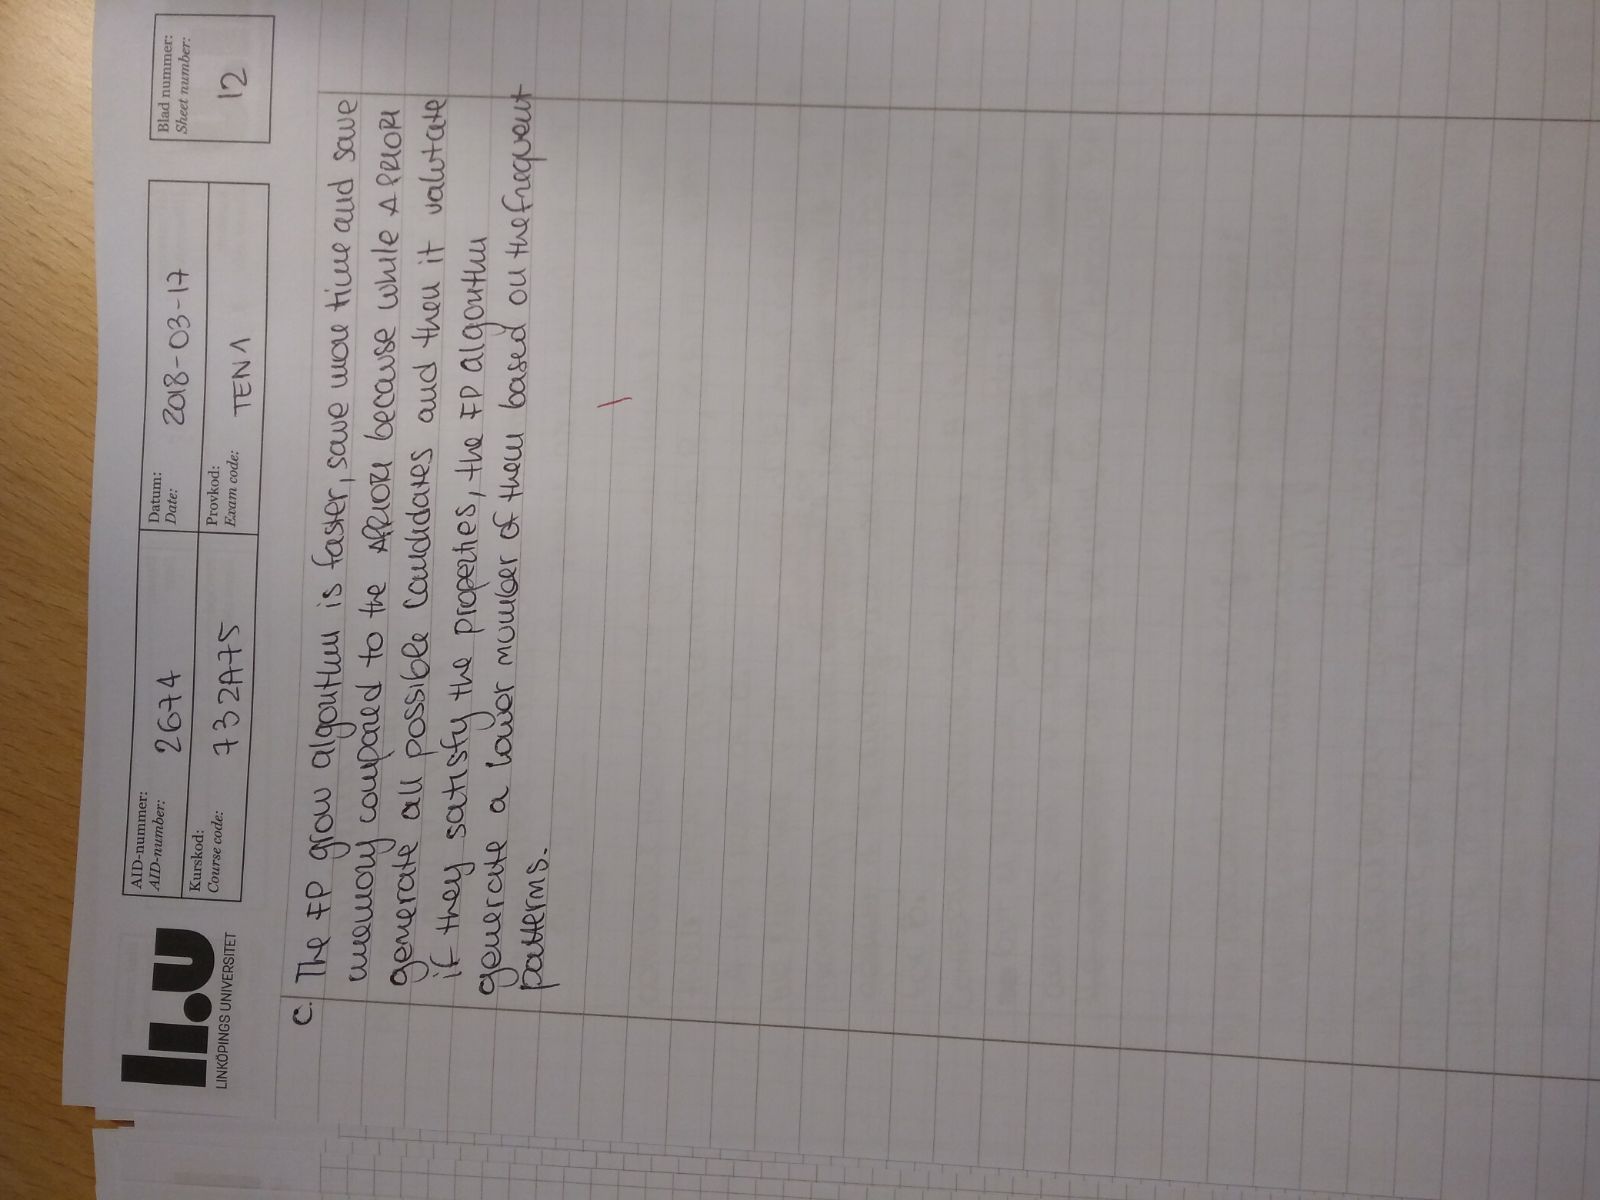 li.u
LINKÖPINGS UNIVERSITET
AID-nummer:
AID-number: 2674
Datum:
Date: 2018-03-17
Blad nummer:
Sheet number:
12
Kurskod:
Course code: 732A75
Provkod:
Exam code: TEN1
C. The FP grow algorithm is faster, save more time and save
memory compared to the APRIORI because while APRIORI
generate all possible candidates and then it valutate
if they satisfy the properties, the FP algorithm
generate a lower number of them based on the frequent
patterns.
1